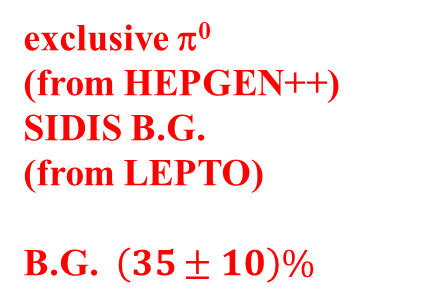 exclusive π⁰
(from HEPGEN++)
SIDIS B.G.
(from LEPTO)
B.G. (35 ± 10)%